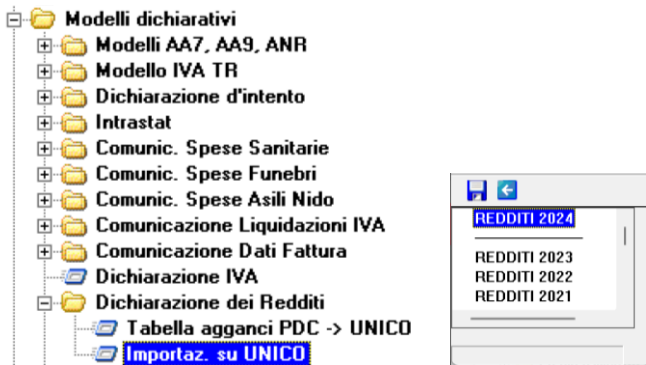 Modelli dichiarativi
Modelli AA7, AA9, ANR
Modello IVA TR
Dichiarazione d'intento
Intrastat
Comunic. Spese Sanitarie
Comunic. Spese Funebri
Comunic. Spese Asili Nido
Comunicazione Liquidazioni IVA
Comunicazione Dati Fattura
Dichiarazione IVA
Dichiarazione dei Redditi
Tabella agganci PDC -> UNICO
Importaz. su UNICO
REDDITI 2024
REDDITI 2023
REDDITI 2022
REDDITI 2021